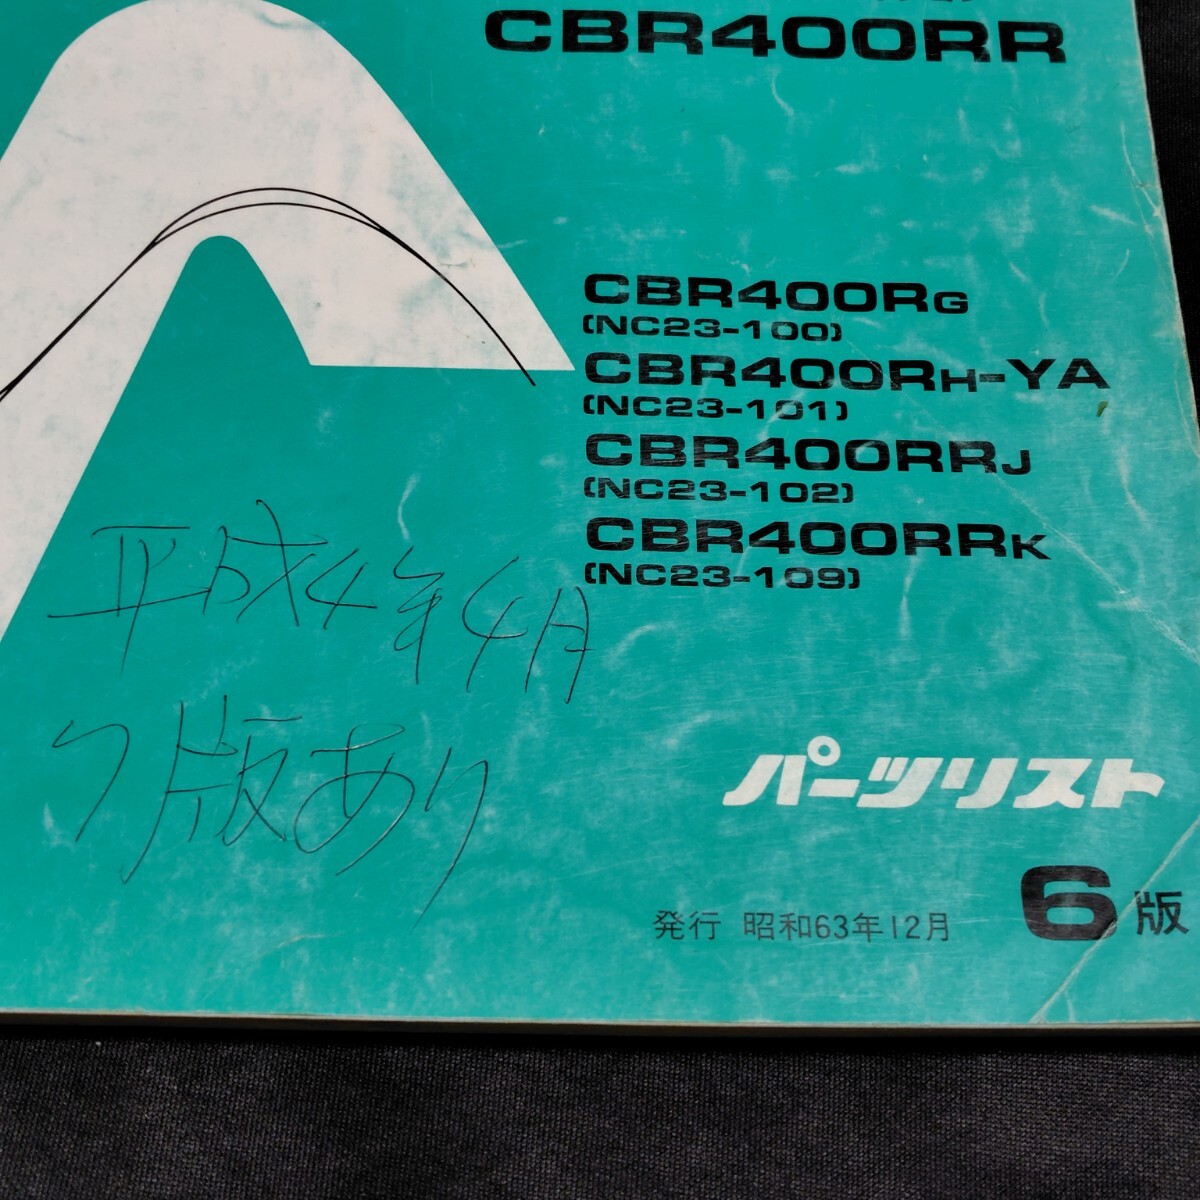 CBR400RR
CBR400RG
(NC23-100)
CBR400RH-YA
(NC23-101)
CBR400RRJ
(NC23-102)
CBR400RRK
(NC23-109)
平成4年4月
7版あり
パーツリスト
発行 昭和63年12月 6版